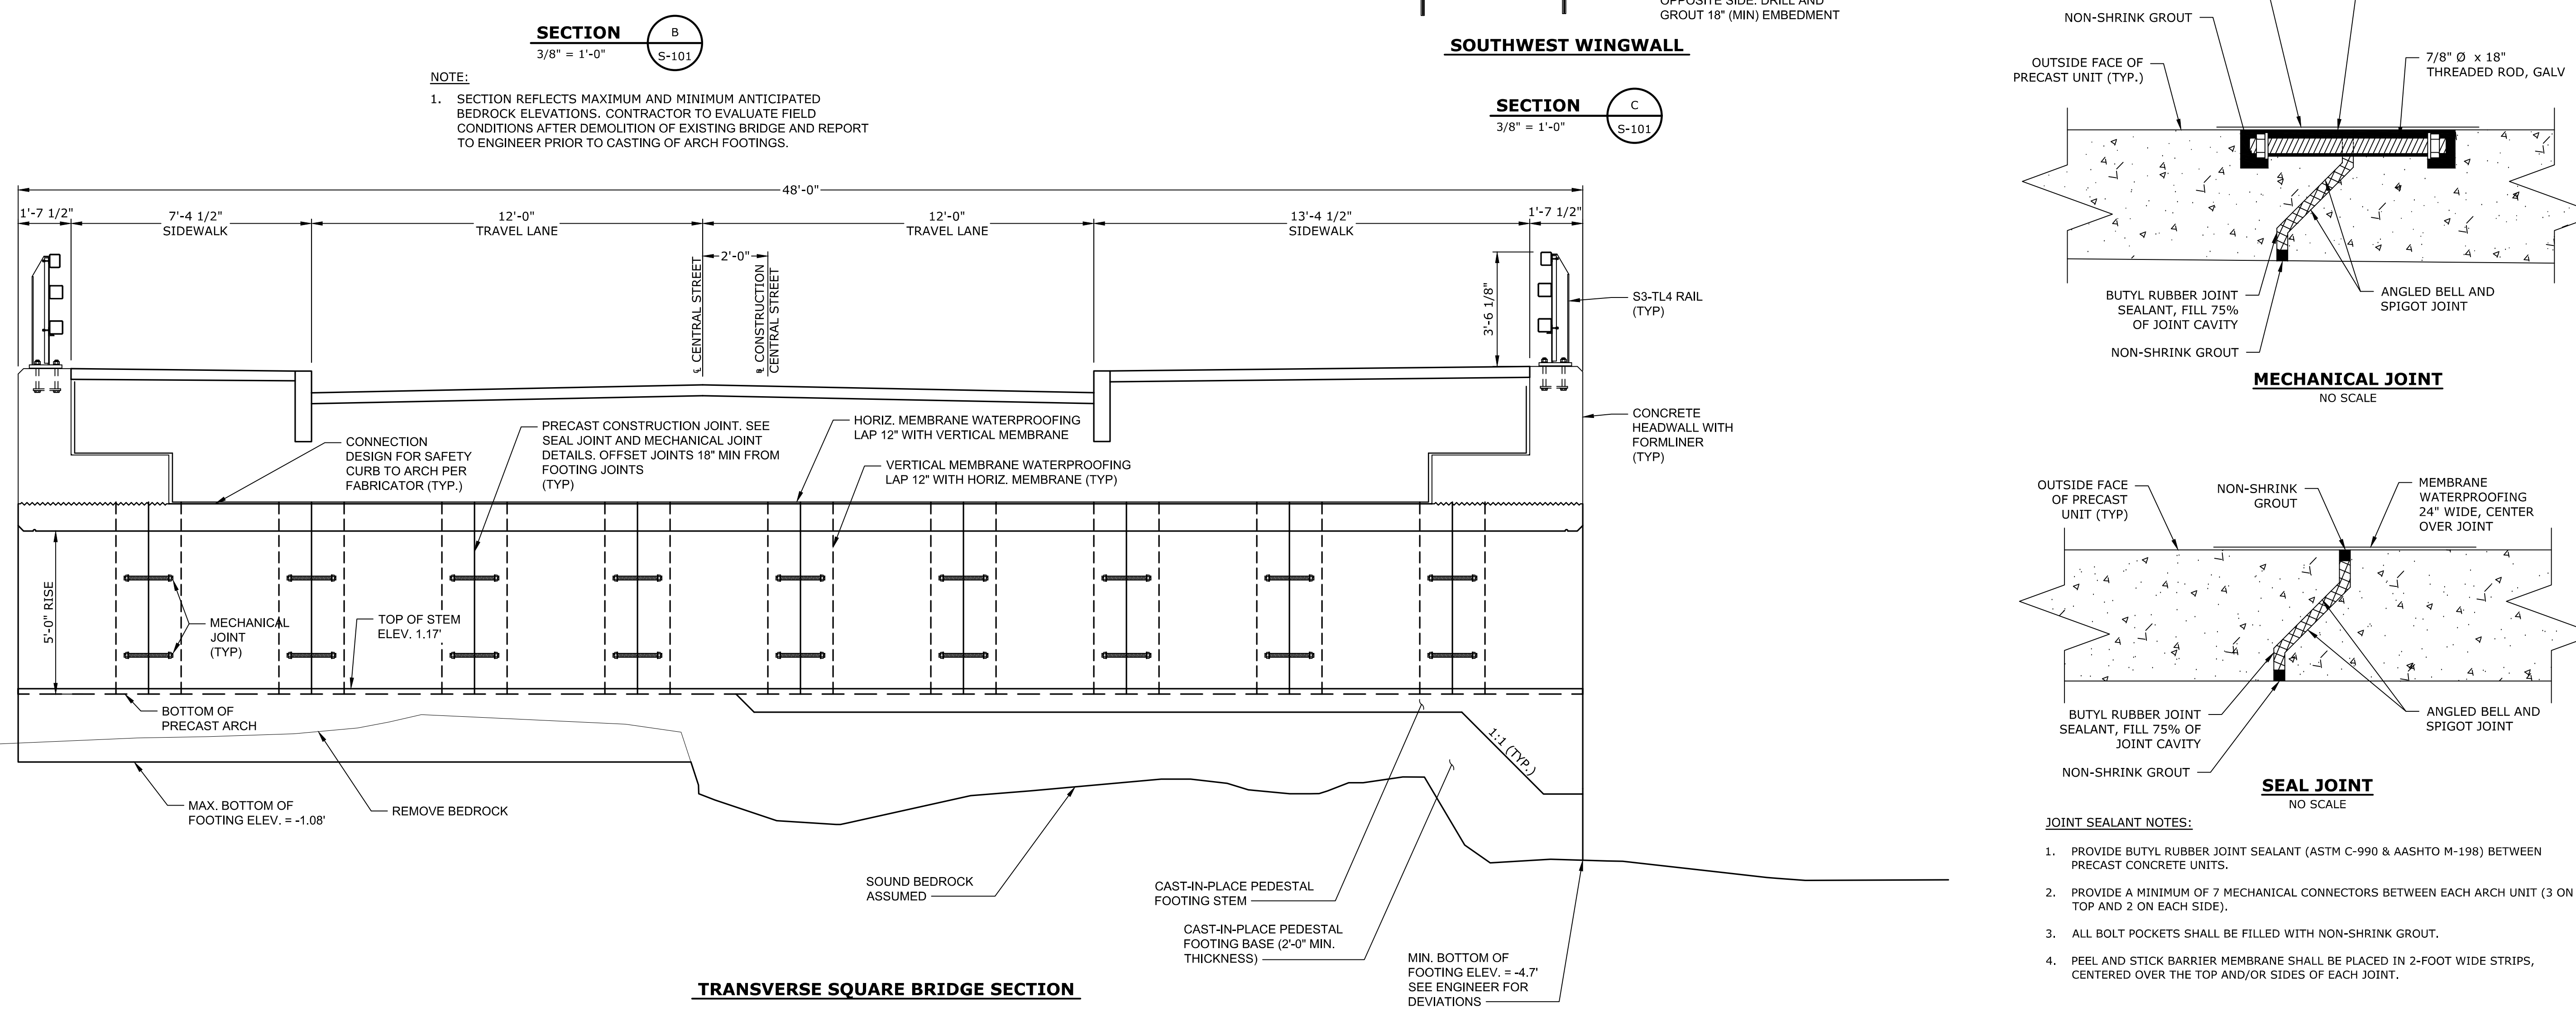 OPPOSITE SIDE. DRILL AND
GROUT 18" (MIN) EMBEDMENT
SECTION
3/8" = 1'-0"
B
S-101
NOTE:
1. SECTION REFLECTS MAXIMUM AND MINIMUM ANTICIPATED
BEDROCK ELEVATIONS. CONTRACTOR TO EVALUATE FIELD
CONDITIONS AFTER DEMOLITION OF EXISTING BRIDGE AND REPORT
TO ENGINEER PRIOR TO CASTING OF ARCH FOOTINGS.
SOUTHWEST WINGWALL
SECTION
3/8" = 1'-0"
C
S-101
48'-0"
1'-7 1/2"
7'-4 1/2"
SIDEWALK
12'-0"
TRAVEL LANE
12'-0"
TRAVEL LANE
13'-4 1/2"
SIDEWALK
1'-7 1/2"
2'-0"
℄ CENTRAL STREET
CONSTRUCTION
CENTRAL STREET
3'-6 1/8"
S3-TL4 RAIL
(TYP)
CONNECTION
DESIGN FOR SAFETY
CURB TO ARCH PER
FABRICATOR (TYP.)
PRECAST CONSTRUCTION JOINT. SEE
SEAL JOINT AND MECHANICAL JOINT
DETAILS. OFFSET JOINTS 18" MIN FROM
FOOTING JOINTS
(TYP)
HORIZ. MEMBRANE WATERPROOFING
LAP 12" WITH VERTICAL MEMBRANE
VERTICAL MEMBRANE WATERPROOFING
LAP 12" WITH HORIZ. MEMBRANE (TYP)
CONCRETE
HEADWALL WITH
FORMLINER
(TYP)
5'-0" RISE
MECHANICAL
JOINT
(TYP)
TOP OF STEM
ELEV. 1.17'
BOTTOM OF
PRECAST ARCH
1:1 (TYP.)
MAX. BOTTOM OF
FOOTING ELEV. = -1.08'
REMOVE BEDROCK
SOUND BEDROCK
ASSUMED
CAST-IN-PLACE PEDESTAL
FOOTING STEM
CAST-IN-PLACE PEDESTAL
FOOTING BASE (2'-0" MIN.
THICKNESS)
MIN. BOTTOM OF
FOOTING ELEV. = -4.7'
SEE ENGINEER FOR
DEVIATIONS
TRANSVERSE SQUARE BRIDGE SECTION
NON-SHRINK GROUT
OUTSIDE FACE OF
PRECAST UNIT (TYP.)
7/8" Ø x 18"
THREADED ROD, GALV
BUTYL RUBBER JOINT
SEALANT, FILL 75%
OF JOINT CAVITY
ANGLED BELL AND
SPIGOT JOINT
NON-SHRINK GROUT
MECHANICAL JOINT
NO SCALE
OUTSIDE FACE
OF PRECAST
UNIT (TYP)
NON-SHRINK
GROUT
MEMBRANE
WATERPROOFING
24" WIDE, CENTER
OVER JOINT
BUTYL RUBBER JOINT
SEALANT, FILL 75% OF
JOINT CAVITY
ANGLED BELL AND
SPIGOT JOINT
NON-SHRINK GROUT
SEAL JOINT
NO SCALE
JOINT SEALANT NOTES:
1. PROVIDE BUTYL RUBBER JOINT SEALANT (ASTM C-990 & AASHTO M-198) BETWEEN
PRECAST CONCRETE UNITS.
2. PROVIDE A MINIMUM OF 7 MECHANICAL CONNECTORS BETWEEN EACH ARCH UNIT (3 ON
TOP AND 2 ON EACH SIDE).
3. ALL BOLT POCKETS SHALL BE FILLED WITH NON-SHRINK GROUT.
4. PEEL AND STICK BARRIER MEMBRANE SHALL BE PLACED IN 2-FOOT WIDE STRIPS,
CENTERED OVER THE TOP AND/OR SIDES OF EACH JOINT.